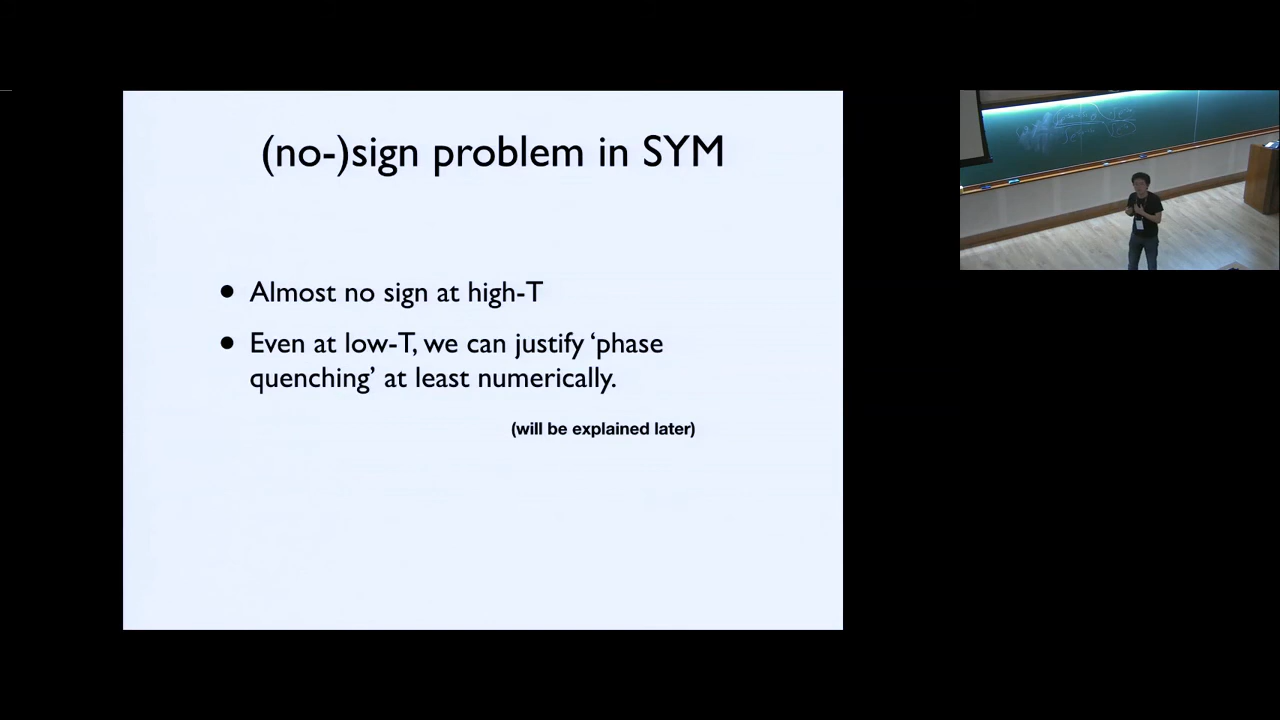 (no-)sign problem in SYM
• Almost no sign at high-T
• Even at low-T, we can justify ‘phase
quenching’ at least numerically.
(will be explained later)